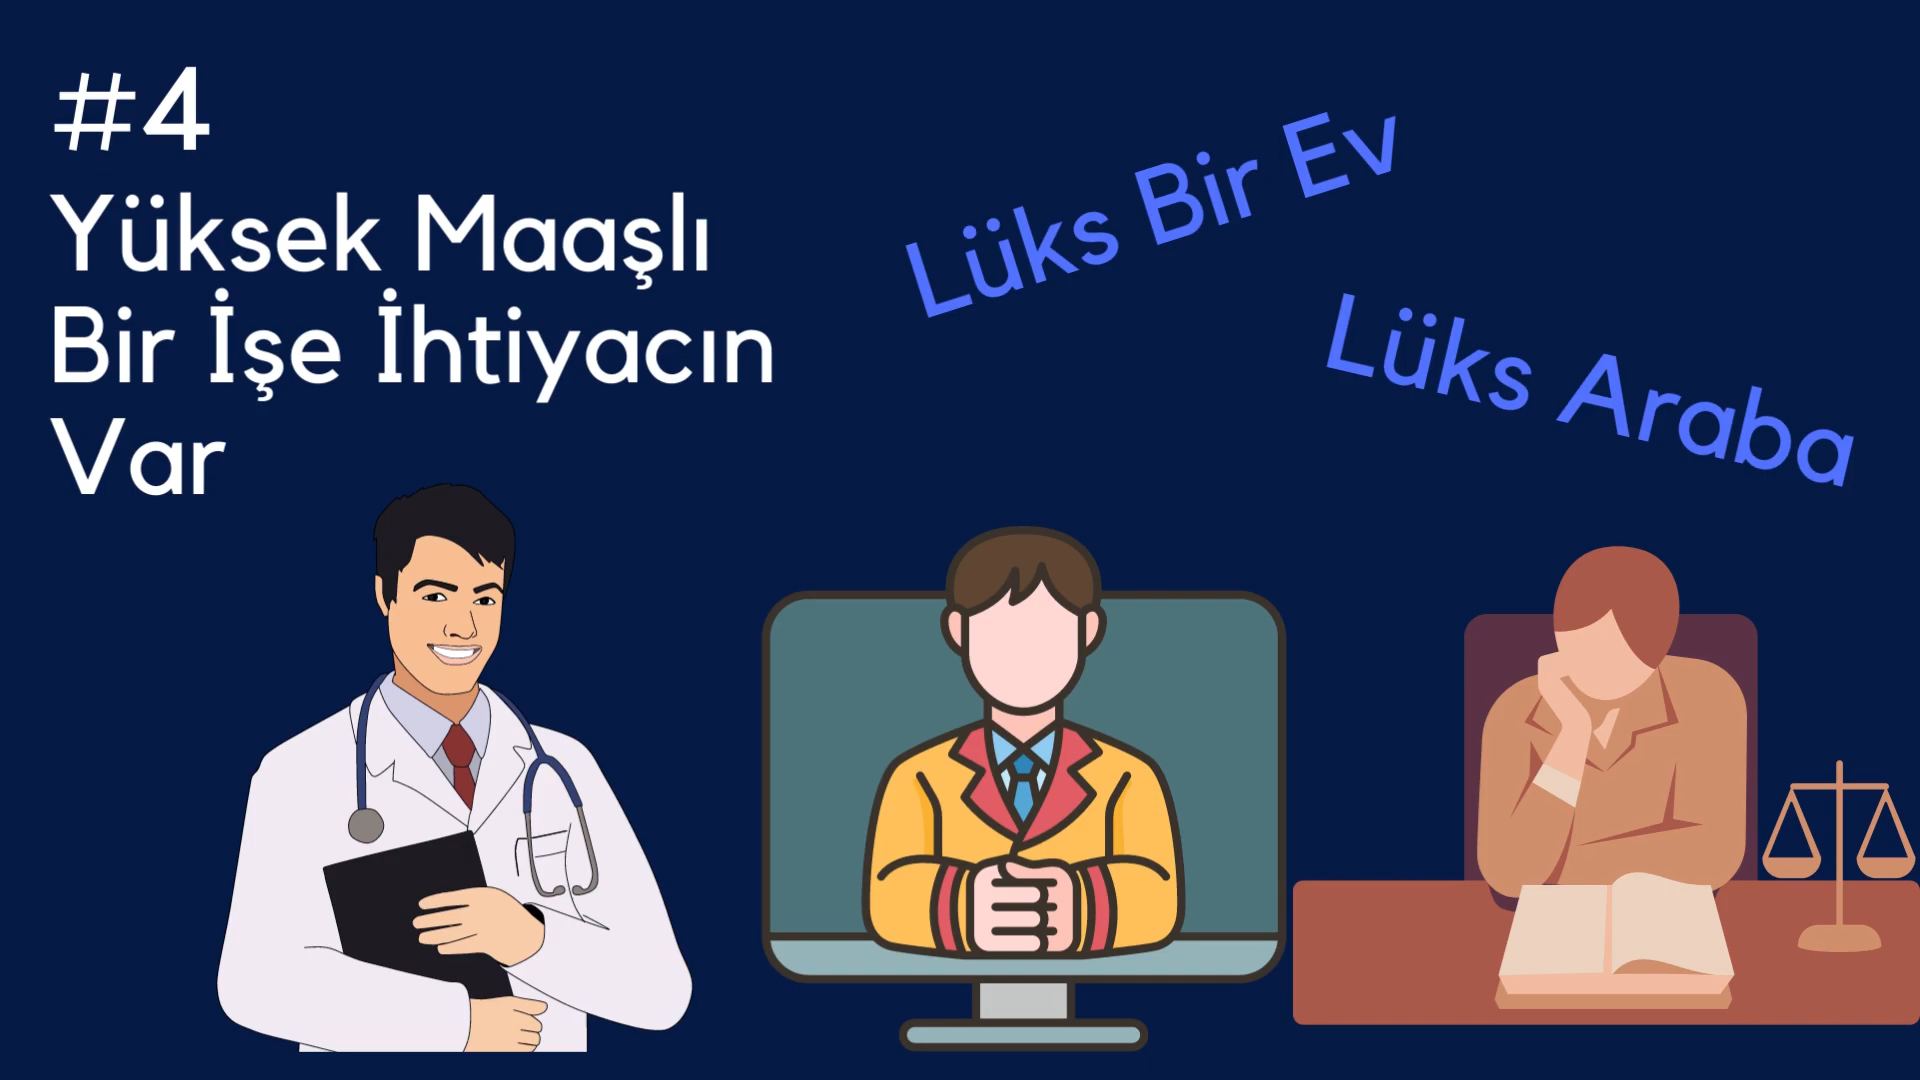 #4
Yüksek Maaşlı
Bir İşe İhtiyacın
Var
Lüks Bir Ev
Lüks Araba